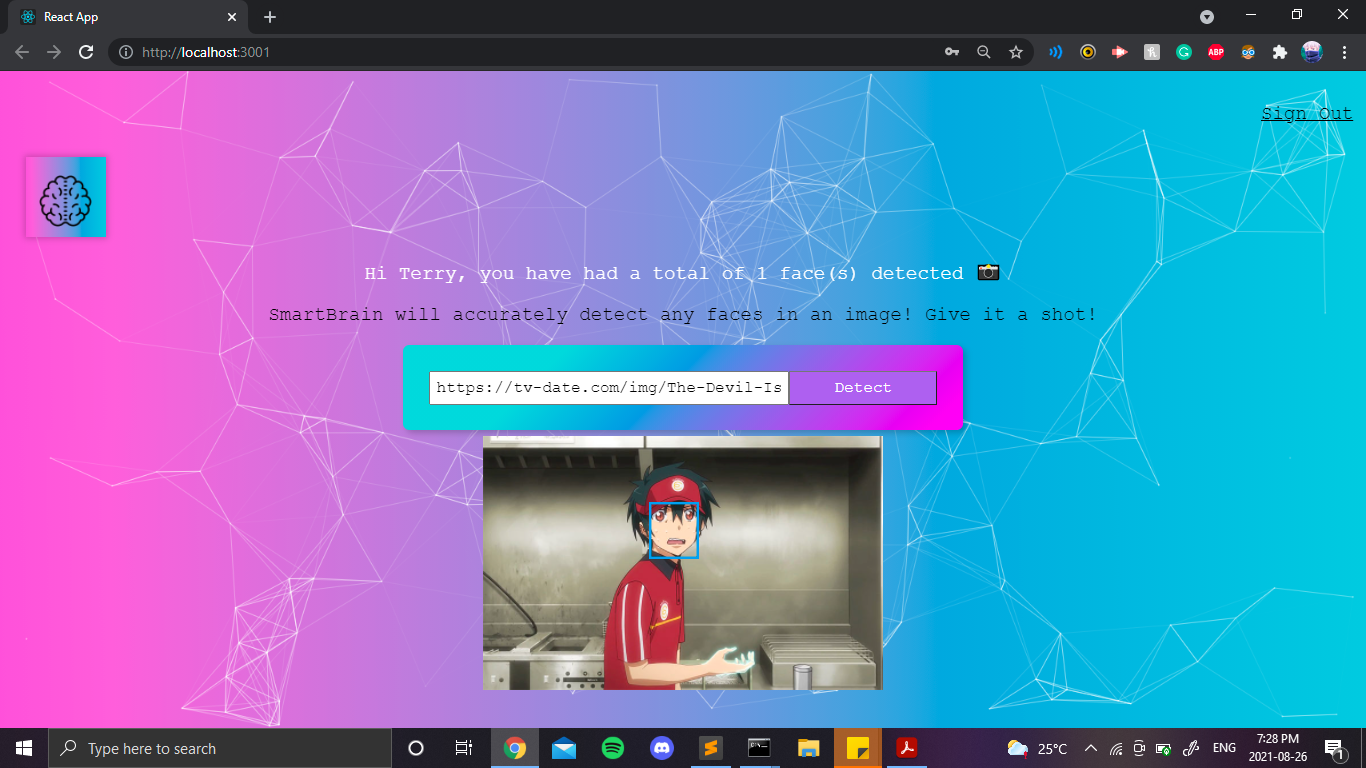 React App
http://localhost:3001
ABP
Sign Out
Hi Terry, you have had a total of 1 face(s) detected
SmartBrain will accurately detect any faces in an image! Give it a shot!
https://tv-date.com/img/The-Devil-Is
Detect
Type here to search
25°C
ENG
7:28 PM
2021-08-26
1